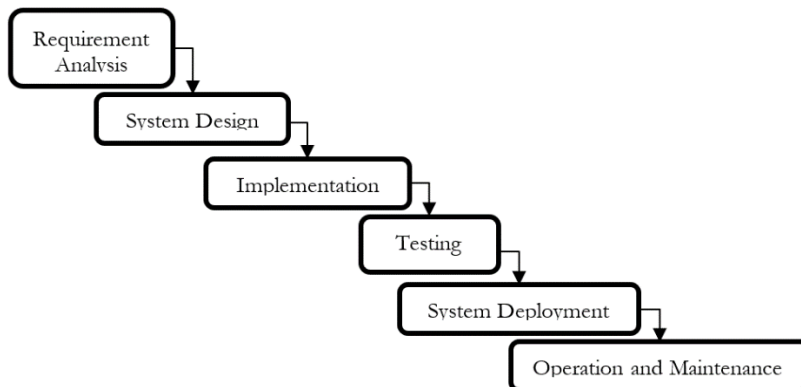 Requirement
Analysis
System Design
Implementation
Testing
System Deployment
Operation and Maintenance